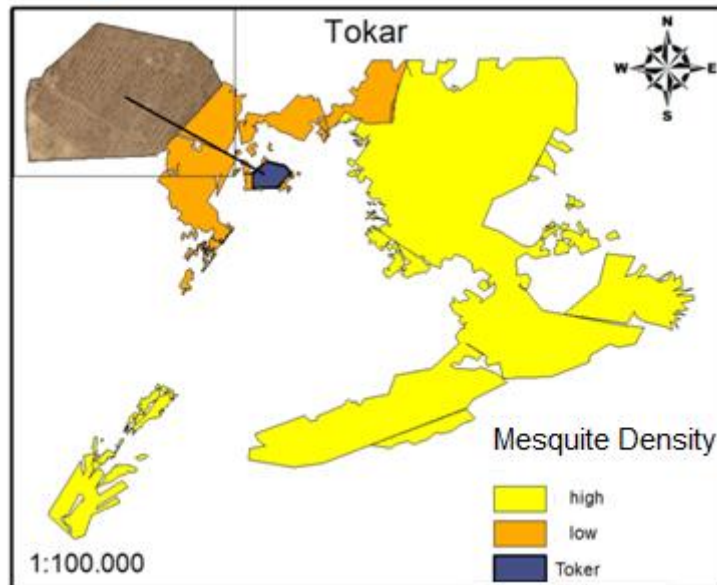 Tokar
N
W E
S
Mesquite Density
high
low
Toker
1:100.000